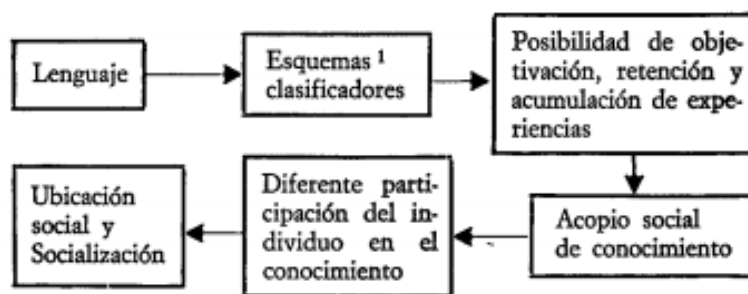 Lenguaje
Esquemas ¹
clasificadores
Posibilidad de obje-
tivación, retención y
acumulación de expe-
riencias
Acopio social
de conocimiento
Diferente parti-
cipación del in-
dividuo en el
conocimiento
Ubicación
social y
Socialización